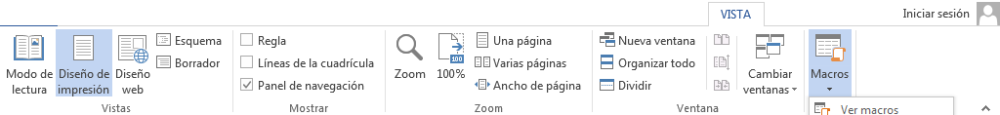 VISTA
Iniciar sesión
Modo de lectura
Diseño de impresión
Diseño web
Esquema
Borrador
Vistas
Regla
Líneas de la cuadrícula
Panel de navegación
Mostrar
Zoom
100
100%
Una página
Varias páginas
Ancho de página
Zoom
Nueva ventana
Organizar todo
Dividir
Cambiar ventanas
Ventana
Macros
Ver macros